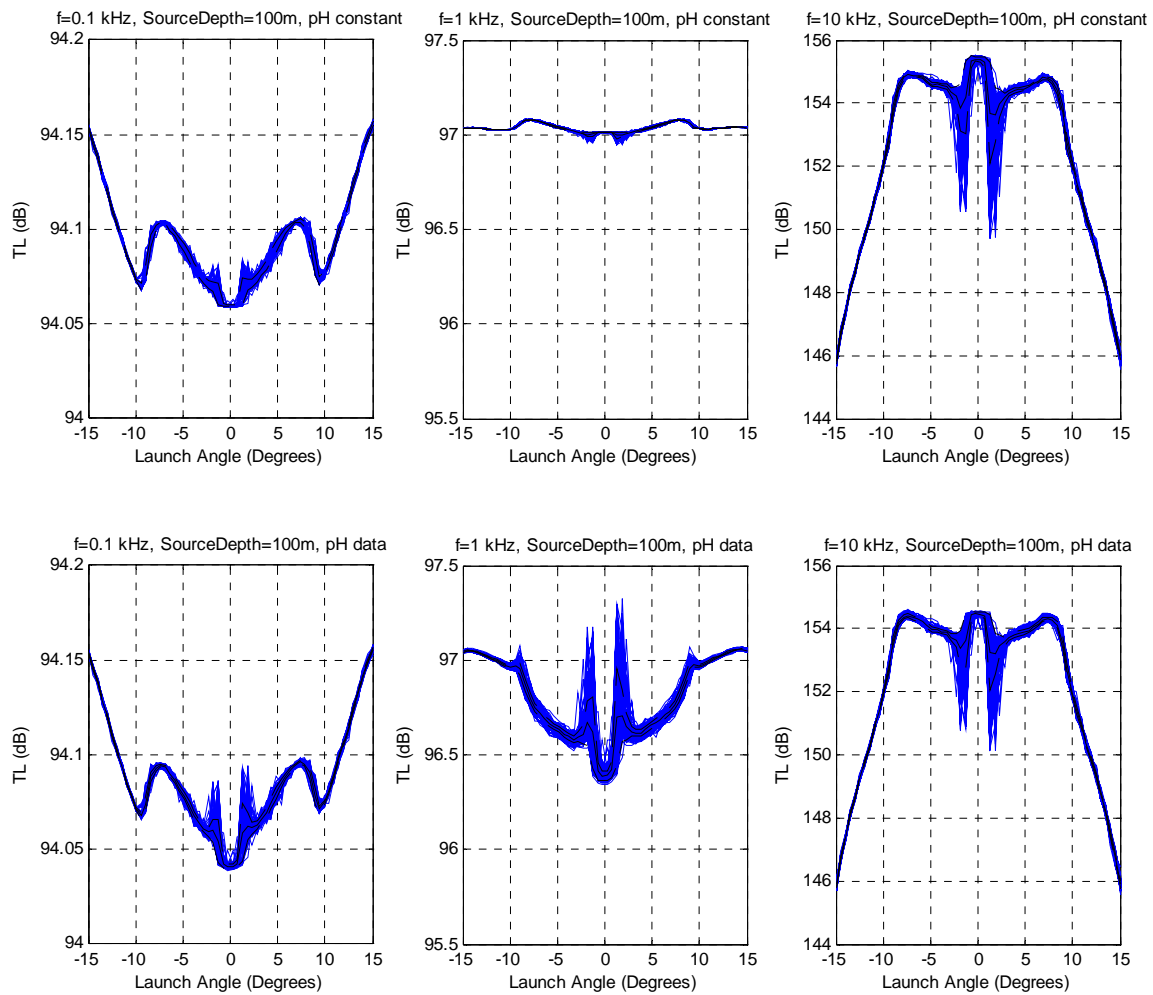 f=0.1 kHz, SourceDepth=100m, pH constant
94.2
94.15
94.1
94.05
94
TL (dB)
-15 -10 -5 0 5 10 15
Launch Angle (Degrees)
f=1 kHz, SourceDepth=100m, pH constant
97.5
97
96.5
96
95.5
TL (dB)
-15 -10 -5 0 5 10 15
Launch Angle (Degrees)
f=10 kHz, SourceDepth=100m, pH constant
156
154
152
150
148
146
144
TL (dB)
-15 -10 -5 0 5 10 15
Launch Angle (Degrees)
f=0.1 kHz, SourceDepth=100m, pH data
94.2
94.15
94.1
94.05
94
TL (dB)
-15 -10 -5 0 5 10 15
Launch Angle (Degrees)
f=1 kHz, SourceDepth=100m, pH data
97.5
97
96.5
96
95.5
TL (dB)
-15 -10 -5 0 5 10 15
Launch Angle (Degrees)
f=10 kHz, SourceDepth=100m, pH data
156
154
152
150
148
146
144
TL (dB)
-15 -10 -5 0 5 10 15
Launch Angle (Degrees)